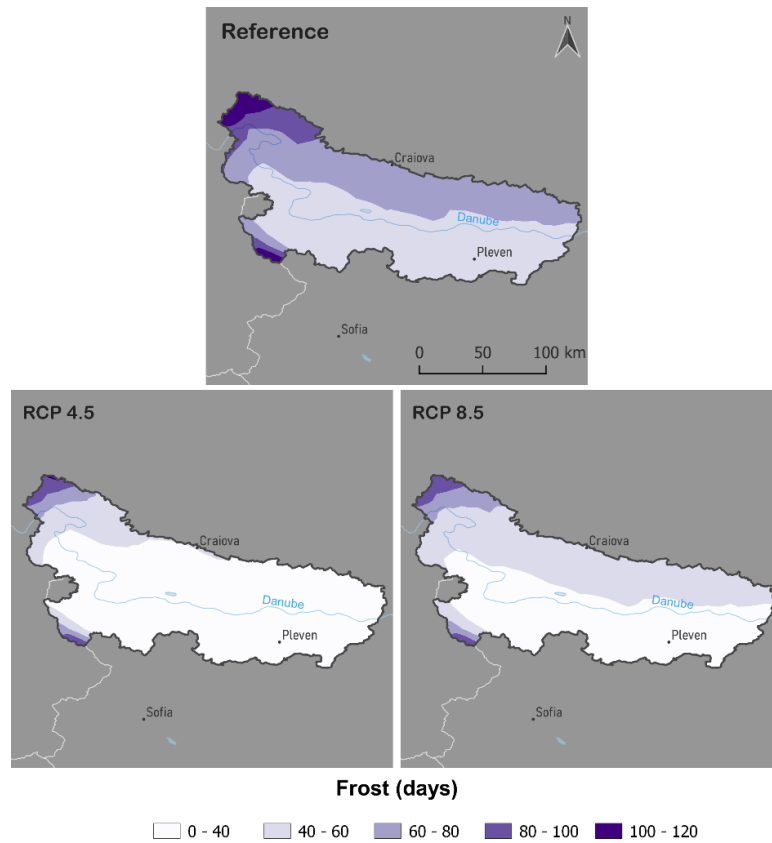 Reference
N
Craiova
Danube
Pleven
Sofia
0 50 100 km
RCP 4.5
Craiova
Danube
Pleven
Sofia
RCP 8.5
Craiova
Danube
Pleven
Sofia
Frost (days)
0 - 40 40 - 60 60 - 80 80 - 100 100 - 120